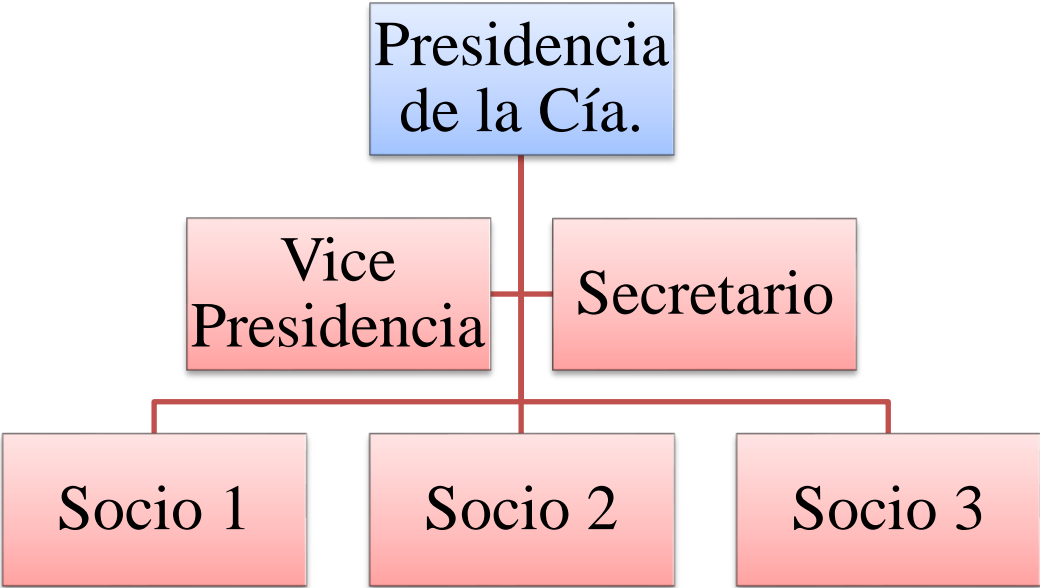 Presidencia
de la Cía.
Vice
Presidencia
Secretario
Socio 1
Socio 2
Socio 3